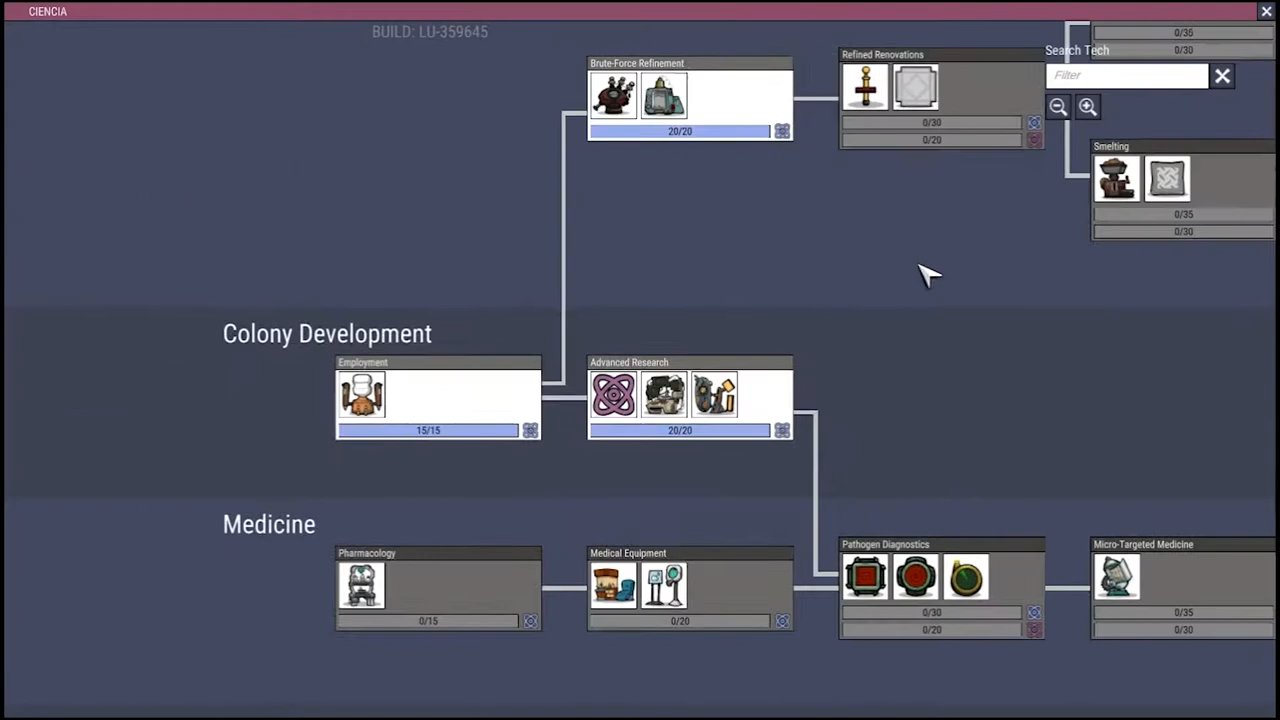 CIENCIA
BUILD: LU-359645
0/35
0/30
Search Tech
Filter
Brute-Force Refinement
20/20
Refined Renovations
0/30
0/20
Smelting
0/35
0/30
Colony Development
Employment
15/15
Advanced Research
20/20
Medicine
Pharmacology
0/15
Medical Equipment
0/20
Pathogen Diagnostics
0/30
0/20
Micro-Targeted Medicine
0/35
0/30